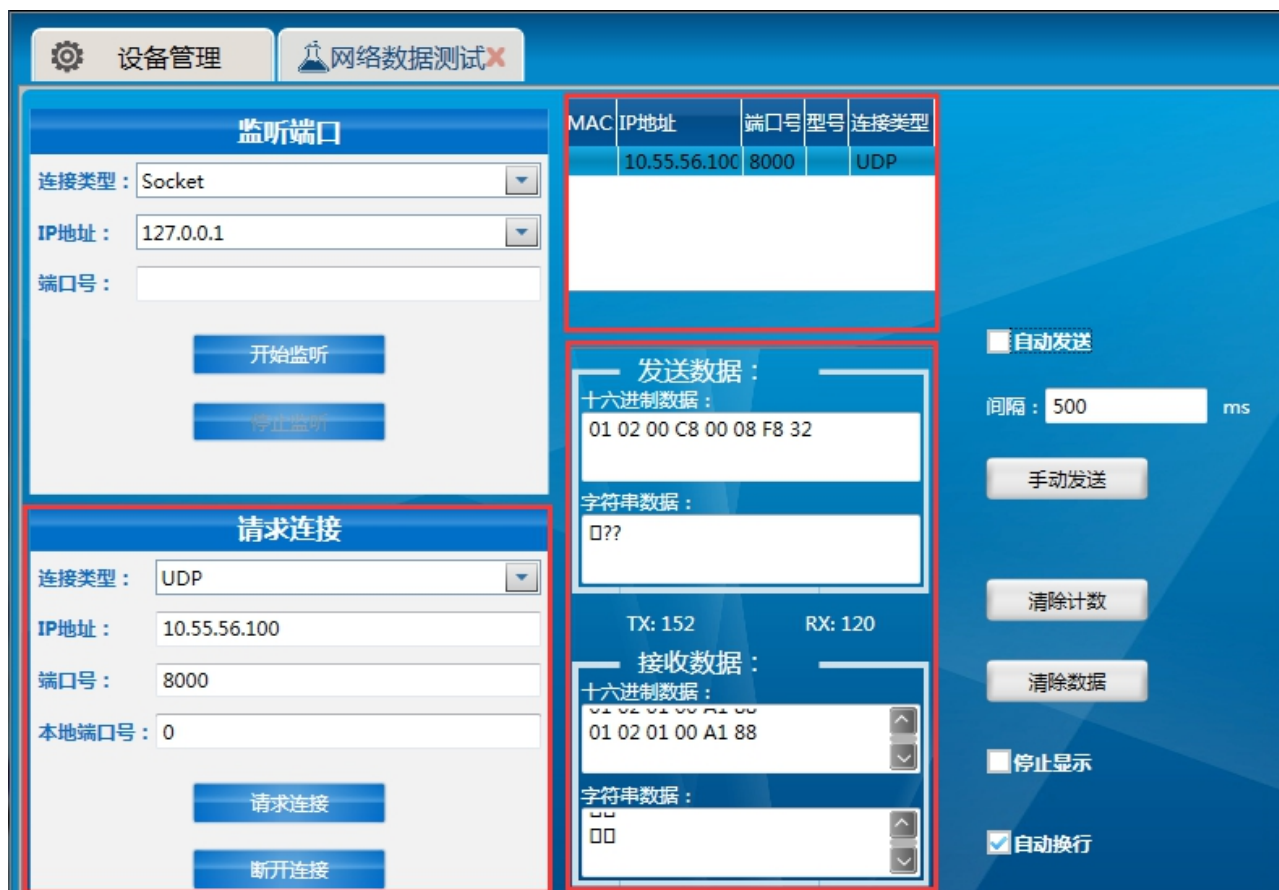 设备管理
网络数据测试
监听端口
连接类型：Socket
IP地址：127.0.0.1
端口号：
开始监听
停止监听
请求连接
连接类型：UDP
IP地址：10.55.56.100
端口号：8000
本地端口号：0
请求连接
断开连接
MAC IP地址 端口号 型号 连接类型
10.55.56.100 8000 UDP
发送数据：
十六进制数据：
01 02 00 C8 00 08 F8 32
字符串数据：
□??
TX: 152 RX: 120
接收数据：
十六进制数据：
01 02 01 00 A1 88
01 02 01 00 A1 88
字符串数据：
□□
□□
自动发送
间隔：500 ms
手动发送
清除计数
清除数据
停止显示
自动换行